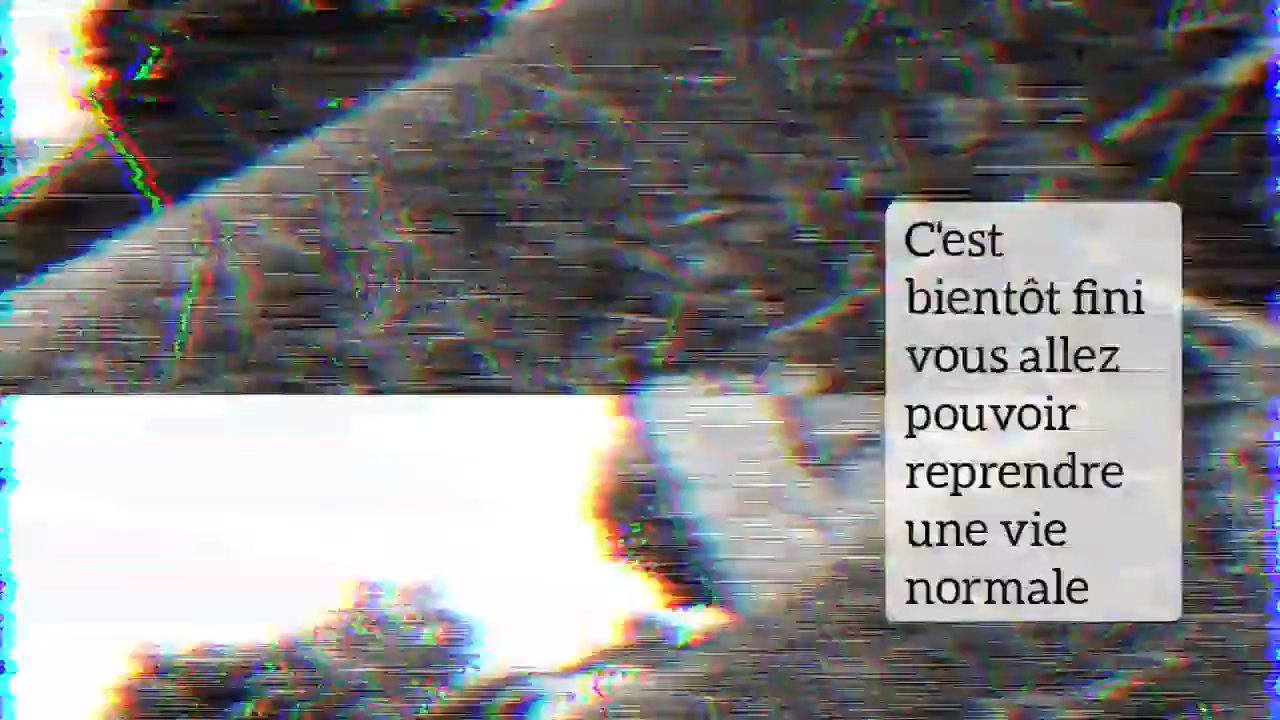 C'est
bientôt fini
vous allez
pouvoir
reprendre
une vie
normale